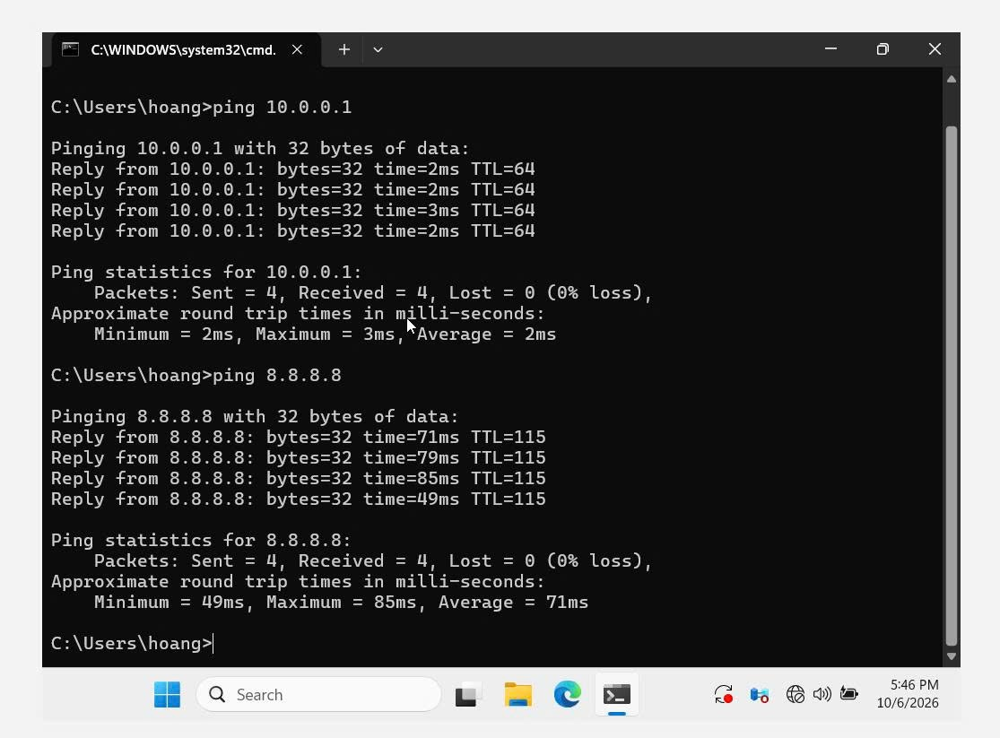 C:\WINDOWS\system32\cmd.
C:\Users\hoang>ping 10.0.0.1
Pinging 10.0.0.1 with 32 bytes of data:
Reply from 10.0.0.1: bytes=32 time=2ms TTL=64
Reply from 10.0.0.1: bytes=32 time=2ms TTL=64
Reply from 10.0.0.1: bytes=32 time=3ms TTL=64
Reply from 10.0.0.1: bytes=32 time=2ms TTL=64
Ping statistics for 10.0.0.1:
Packets: Sent = 4, Received = 4, Lost = 0 (0% loss),
Approximate round trip times in milli-seconds:
Minimum = 2ms, Maximum = 3ms, Average = 2ms
C:\Users\hoang>ping 8.8.8.8
Pinging 8.8.8.8 with 32 bytes of data:
Reply from 8.8.8.8: bytes=32 time=71ms TTL=115
Reply from 8.8.8.8: bytes=32 time=79ms TTL=115
Reply from 8.8.8.8: bytes=32 time=85ms TTL=115
Reply from 8.8.8.8: bytes=32 time=49ms TTL=115
Ping statistics for 8.8.8.8:
Packets: Sent = 4, Received = 4, Lost = 0 (0% loss),
Approximate round trip times in milli-seconds:
Minimum = 49ms, Maximum = 85ms, Average = 71ms
C:\Users\hoang>
Search
5:46 PM
10/6/2026